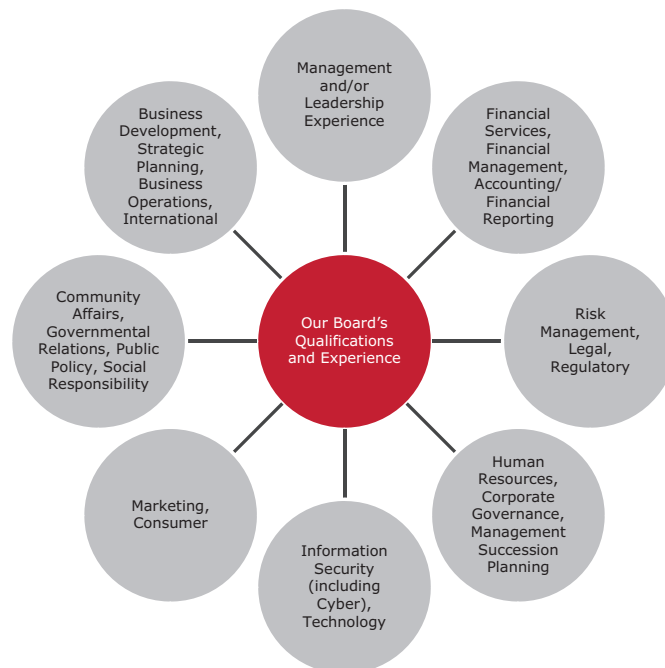 Management
and/or
Leadership
Experience
Financial
Services,
Financial
Management,
Accounting/
Financial
Reporting
Risk
Management,
Legal,
Regulatory
Human
Resources,
Corporate
Governance,
Management
Succession
Planning
Information
Security
(including
Cyber),
Technology
Marketing,
Consumer
Community
Affairs,
Governmental
Relations, Public
Policy, Social
Responsibility
Business
Development,
Strategic
Planning,
Business
Operations,
International
Our Board’s
Qualifications
and Experience